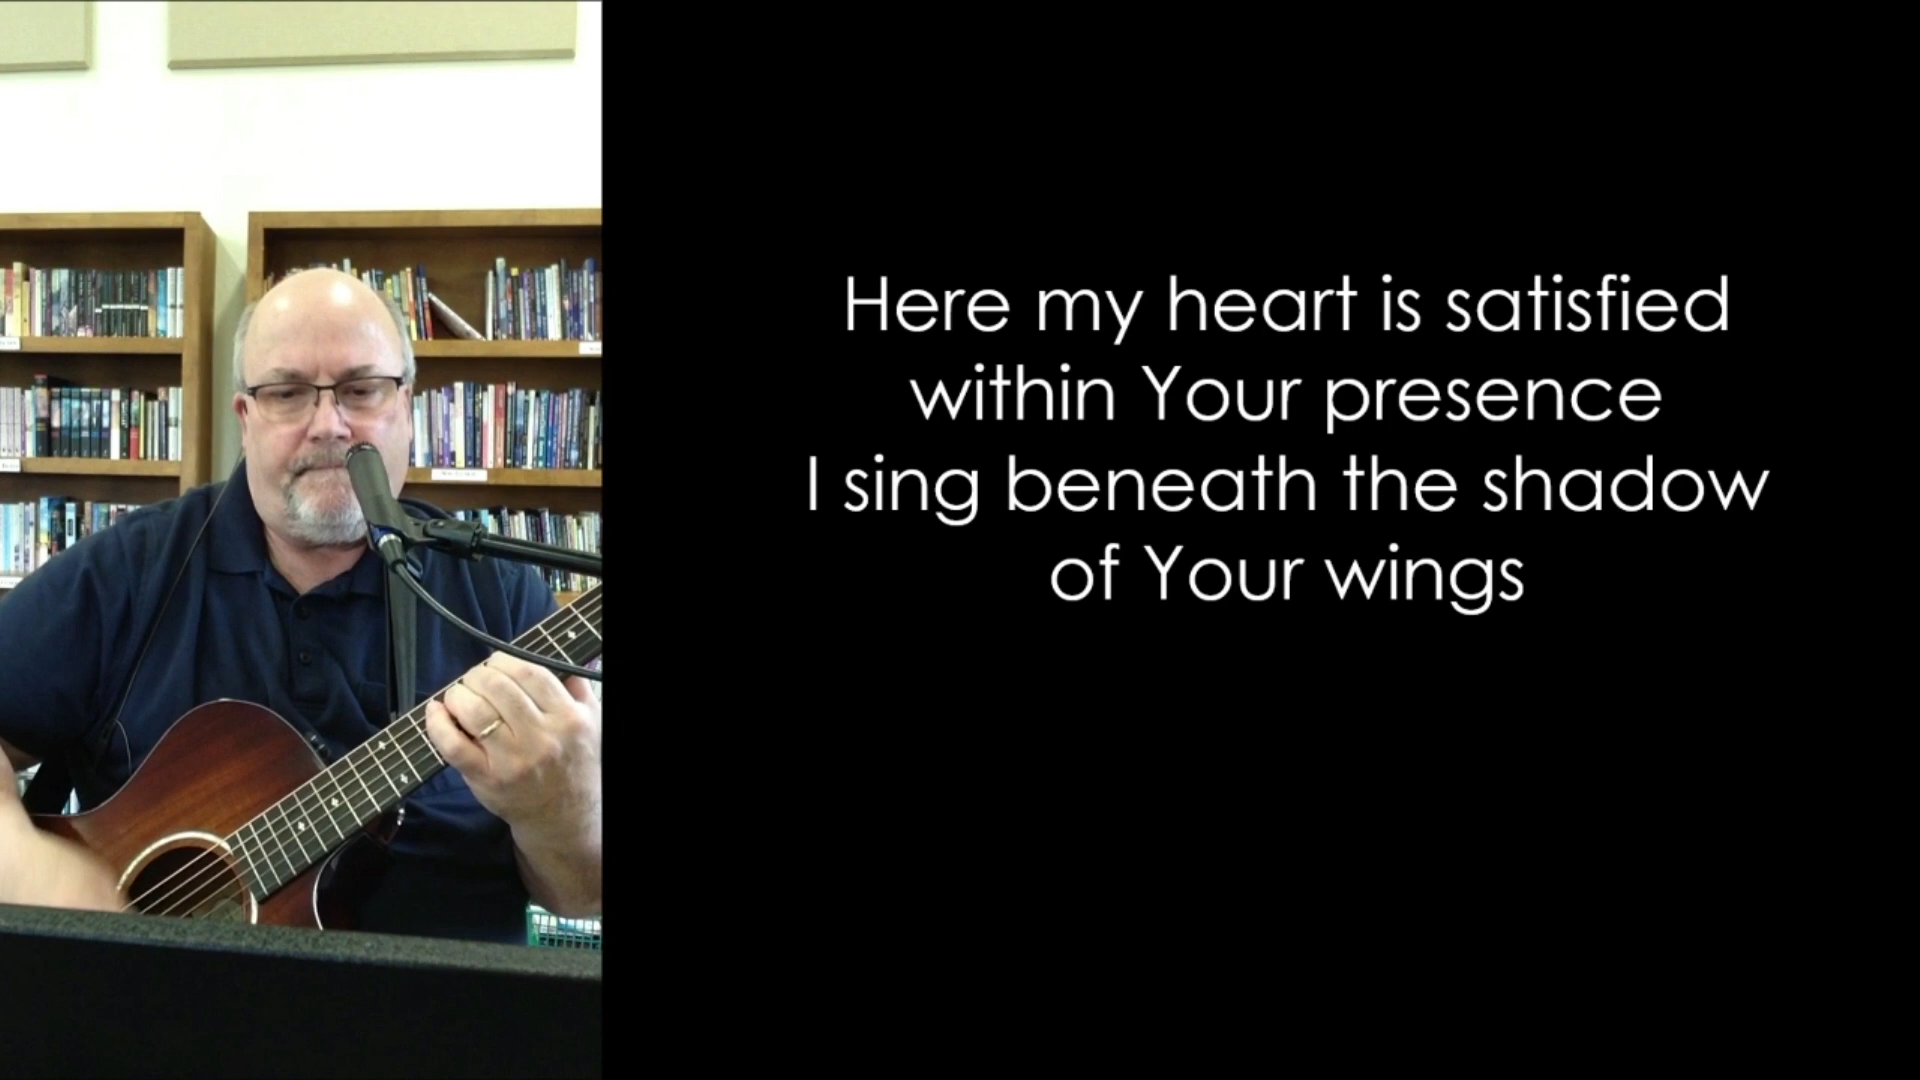 Here my heart is satisfied
within Your presence
I sing beneath the shadow
of Your wings